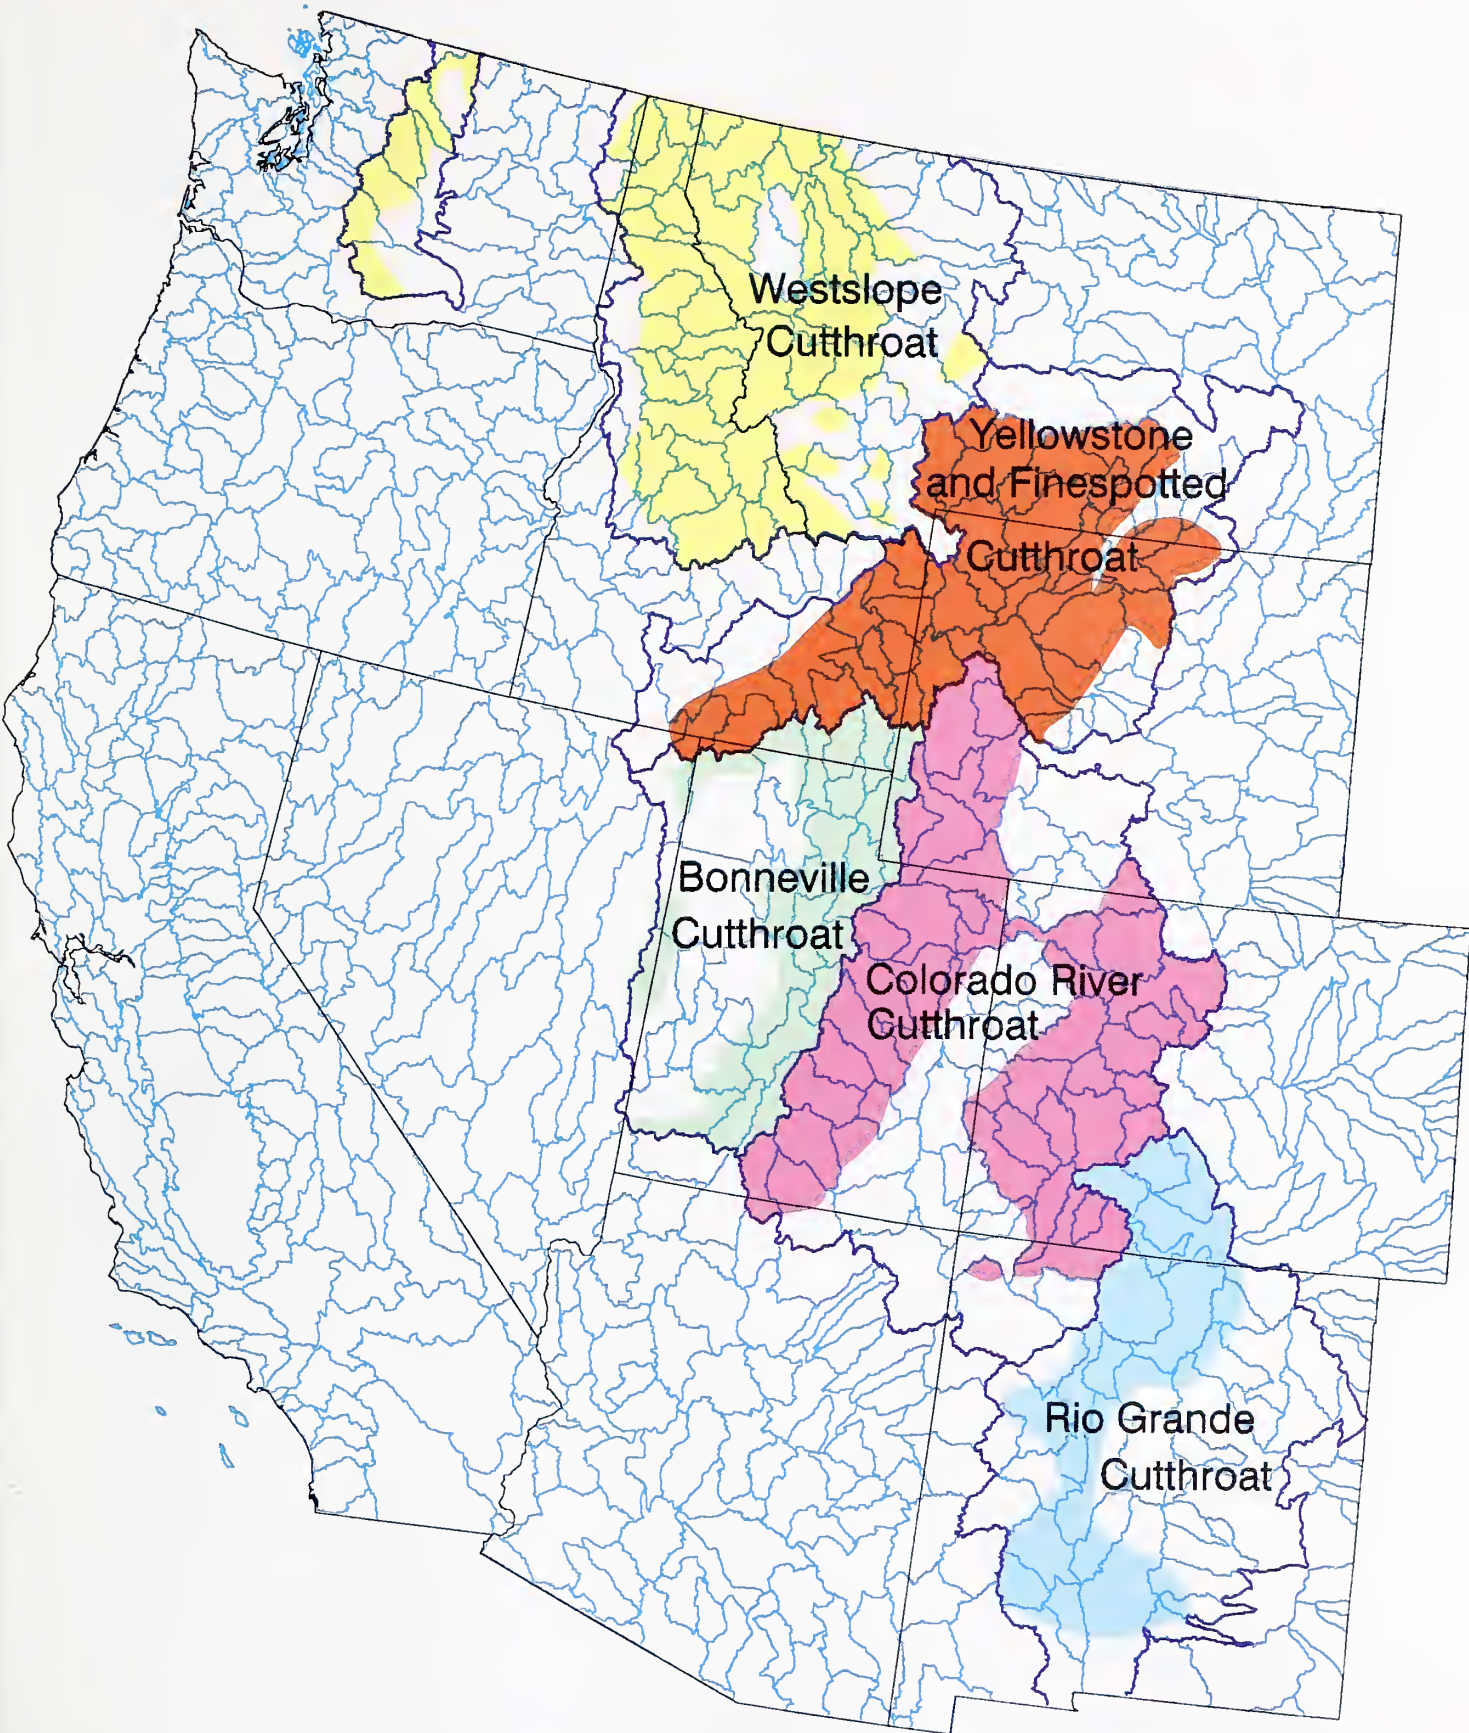 Westslope
Cutthroat
Yellowstone
and Finespotted
Cutthroat
Bonneville
Cutthroat
Colorado River
Cutthroat
Rio Grande
Cutthroat